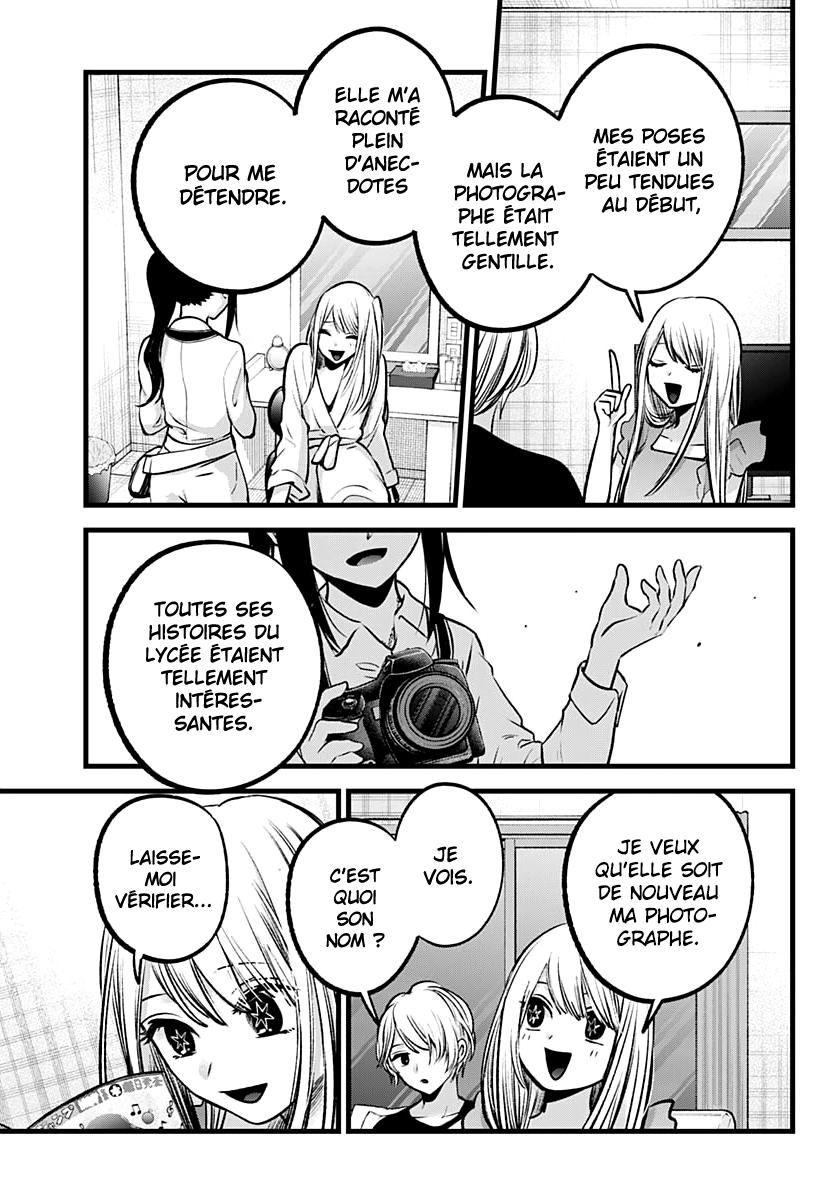 MES POSES
ÉTAIENT UN
PEU TENDUES
AU DÉBUT,
MAIS LA
PHOTOGRA-
PHE ÉTAIT
TELLEMENT
GENTILLE.
ELLE M'A
RACONTÉ
PLEIN
D'ANEC-
DOTES
POUR ME
DÉTENDRE.
TOUTES SES
HISTOIRES DU
LYCÉE ÉTAIENT
TELLEMENT
INTÉRES-
SANTES.
JE VEUX
QU'ELLE SOIT
DE NOUVEAU
MA PHOTO-
GRAPHE.
JE
VOIS.
C'EST
QUOI
SON
NOM ?
LAISSE-
MOI
VÉRIFIER...